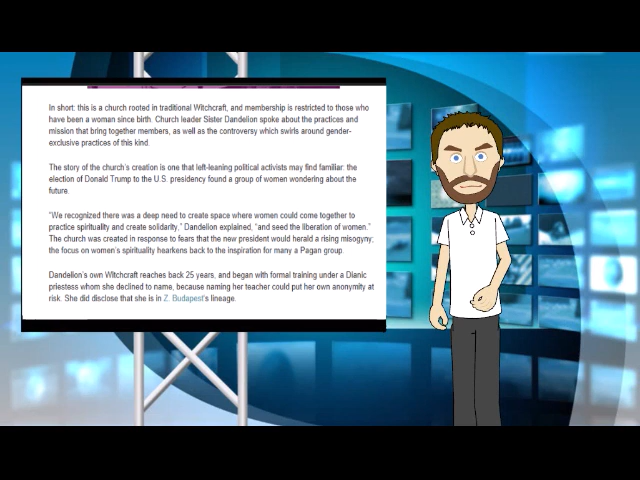 In short: this is a church rooted in traditional Witchcraft, and membership is restricted to those who
have been a woman since birth. Church leader Sister Dandelion spoke about the practices and
mission that bring together members, as well as the controversy which swirls around gender-
exclusive practices of this kind.
The story of the church's creation is one that left-leaning political activists may find familiar: the
election of Donald Trump to the U.S. presidency found a group of women wondering about the
future.
"We recognized there was a deep need to create space where women could come together to
practice spirituality and create solidarity," Dandelion explained, "and seed the liberation of women."
The church was created in response to fears that the new president would herald a rising misogyny;
the focus on women's spirituality hearkens back to the inspiration for many a Pagan group.
Dandelion's own Witchcraft reaches back 25 years, and began with formal training under a Dianic
priestess whom she declined to name, because naming her teacher could put her own anonymity at
risk. She did disclose that she is in Z. Budapest's lineage.